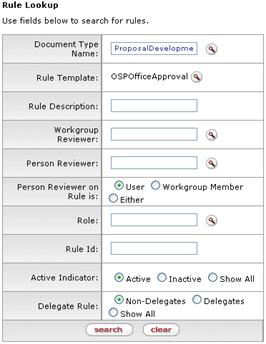 Rule Lookup
Use fields below to search for rules.
Document Type Name: ProposalDevelopme
Rule Template: OSPOfficeApproval
Rule Description:
Workgroup Reviewer:
Person Reviewer:
Person Reviewer on Rule is: User Workgroup Member Either
Role:
Rule Id:
Active Indicator: Active Inactive Show All
Delegate Rule: Non-Delegates Delegates Show All
search clear